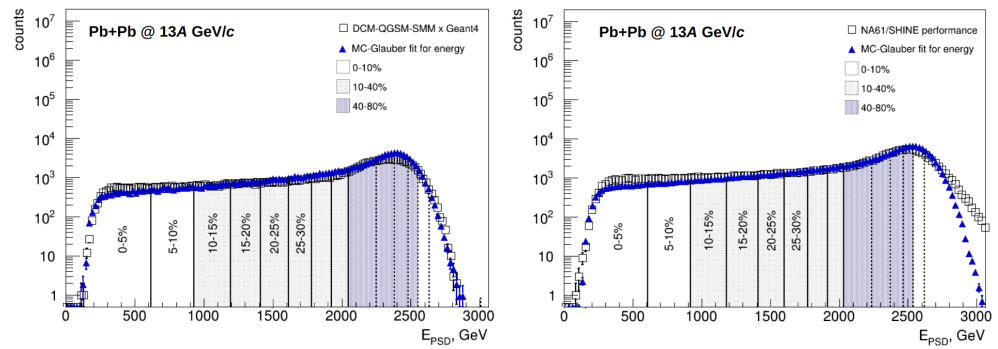 counts
10⁷
10⁶
10⁵
10⁴
10³
10²
10
1
Pb+Pb @ 13A GeV/c
DCM-QGSM-SMM x Geant4
MC-Glauber fit for energy
0-10%
10-40%
40-80%
0-5%
5-10%
10-15%
15-20%
20-25%
25-30%
0 500 1000 1500 2000 2500 3000
E_PSD, GeV
counts
10⁷
10⁶
10⁵
10⁴
10³
10²
10
1
Pb+Pb @ 13A GeV/c
NA61/SHINE performance
MC-Glauber fit for energy
0-10%
10-40%
40-80%
0-5%
5-10%
10-15%
15-20%
20-25%
25-30%
0 500 1000 1500 2000 2500 3000
E_PSD, GeV